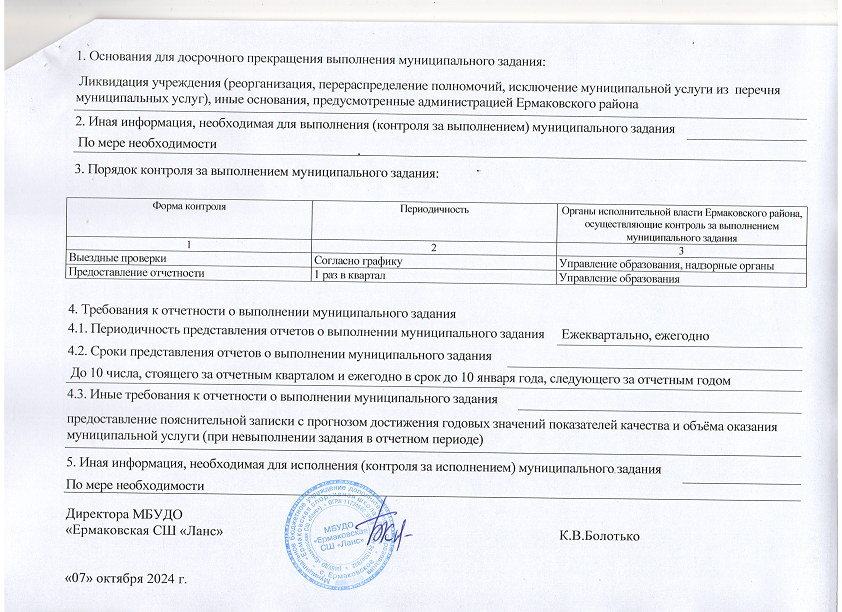 1. Основания для досрочного прекращения выполнения муниципального задания:
Ликвидация учреждения (реорганизация, перераспределение полномочий, исключение муниципальной услуги из перечня
муниципальных услуг), иные основания, предусмотренные администрацией Ермаковского района
2. Иная информация, необходимая для выполнения (контроля за выполнением) муниципального задания
По мере необходимости
3. Порядок контроля за выполнением муниципального задания:
Форма контроля
Периодичность
Органы исполнительной власти Ермаковского района,
осуществляющие контроль за выполнением
муниципального задания
1
2
3
Выездные проверки
Согласно графику
Управление образования, надзорные органы
Предоставление отчетности
1 раз в квартал
Управление образования
4. Требования к отчетности о выполнении муниципального задания
4.1. Периодичность представления отчетов о выполнении муниципального задания Ежеквартально, ежегодно
4.2. Сроки представления отчетов о выполнении муниципального задания
До 10 числа, стоящего за отчетным кварталом и ежегодно в срок до 10 января года, следующего за отчетным годом
4.3. Иные требования к отчетности о выполнении муниципального задания
предоставление пояснительной записки с прогнозом достижения годовых значений показателей качества и объёма оказания
муниципальной услуги (при невыполнении задания в отчетном периоде)
5. Иная информация, необходимая для исполнения (контроля за исполнением) муниципального задания
По мере необходимости
Директора МБУДО
«Ермаковская СШ «Ланс»
МБУДО
«Ермаковская
СШ «Ланс»
К.В.Болотько
«07» октября 2024 г.